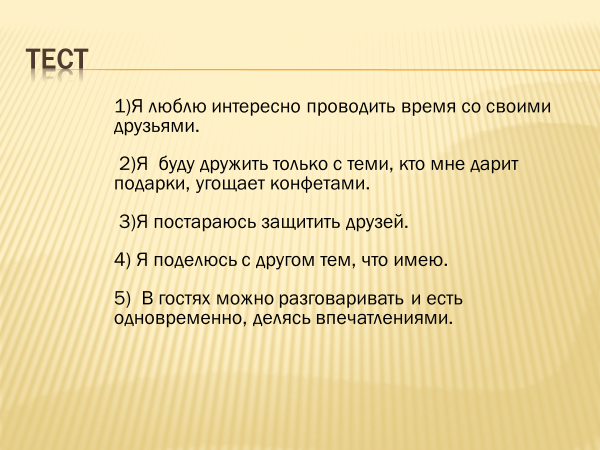 ТЕСТ
1)Я люблю интересно проводить время со своими
друзьями.
2)Я буду дружить только с теми, кто мне дарит
подарки, угощает конфетами.
3)Я постараюсь защитить друзей.
4) Я поделюсь с другом тем, что имею.
5) В гостях можно разговаривать и есть
одновременно, делясь впечатлениями.